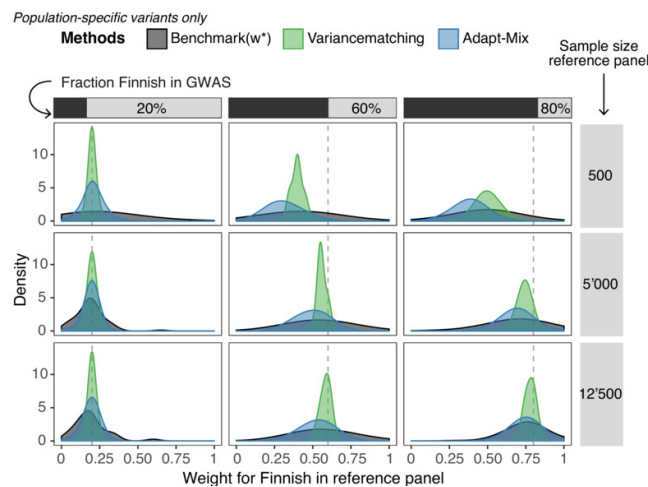 Population-specific variants only
Methods Benchmark(w*) Variancematching Adapt-Mix
Sample size
reference panel
Fraction Finnish in GWAS
20% 60% 80%
10
5
0
500
Density
10
5
0
5'000
10
5
0
12'500
0 0.25 0.50 0.75 1 0 0.25 0.50 0.75 1 0 0.25 0.50 0.75 1
Weight for Finnish in reference panel